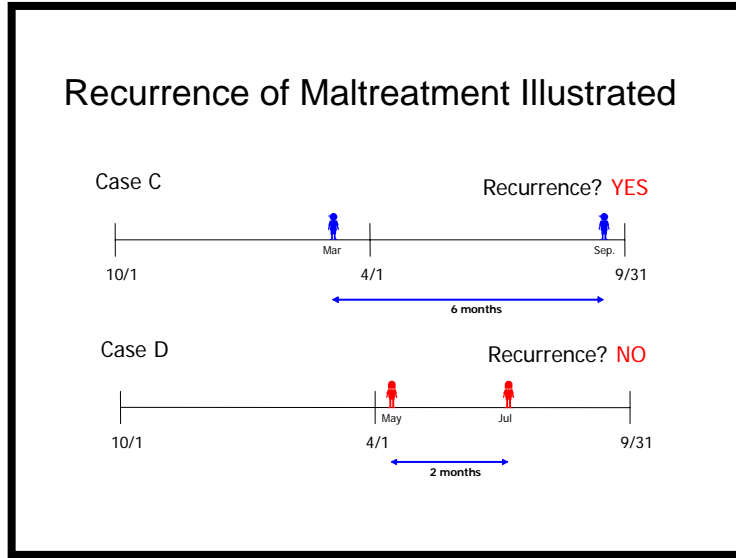 Recurrence of Maltreatment Illustrated
Case C
Recurrence? YES
Mar
Sep.
10/1
4/1
9/31
6 months
Case D
Recurrence? NO
May
Jul
10/1
4/1
9/31
2 months